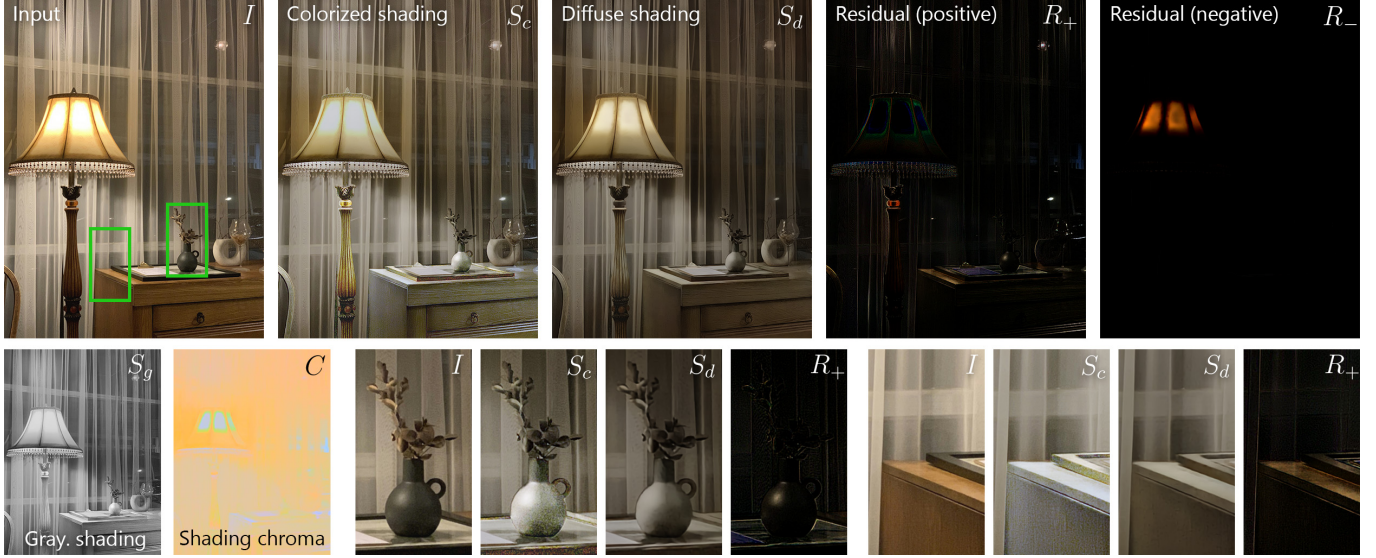 Input I
Colorized shading S_c
Diffuse shading S_d
Residual (positive) R_+
Residual (negative) R_−
S_g
Gray. shading
C
Shading chroma
I
S_c
S_d
R_+
I
S_c
S_d
R_+